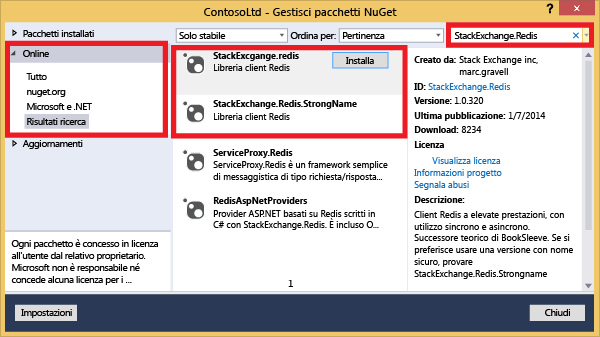 ContosoLtd - Gestisci pacchetti NuGet
Pacchetti installati
Online
Tutto
nuget.org
Microsoft e .NET
Risultati ricerca
Aggiornamenti
Ogni pacchetto è concesso in licenza
all'utente dal relativo proprietario.
Microsoft non è responsabile né
concede alcuna licenza per i ...
Solo stabile
Ordina per: Pertinenza
StackExcgange.redis
Libreria client Redis
Installa
StackExchange.Redis.StrongName
Libreria client Redis
ServiceProxy.Redis
ServiceProxy.Redis è un framework semplice
di messaggistica di tipo richiesta/risposta...
RedisAspNetProviders
Provider ASP.NET basati su Redis scritti in
C# con StackExchange.Redis. È incluso O...
1
StackExchange.Redis
Creato da: Stack Exchange inc,
marc.gravell
ID: StackExchange.Redis
Versione: 1.0.320
Ultima pubblicazione: 1/7/2014
Download: 8234
Licenza
Visualizza licenza
Informazioni progetto
Segnala abusi
Descrizione:
Client Redis a elevate prestazioni, con
utilizzo sincrono e asincrono.
Successore teorico di BookSleeve. Se si
preferisce usare una versione con nome
sicuro, provare
StackExchange.Redis.Strongname
Impostazioni
Chiudi